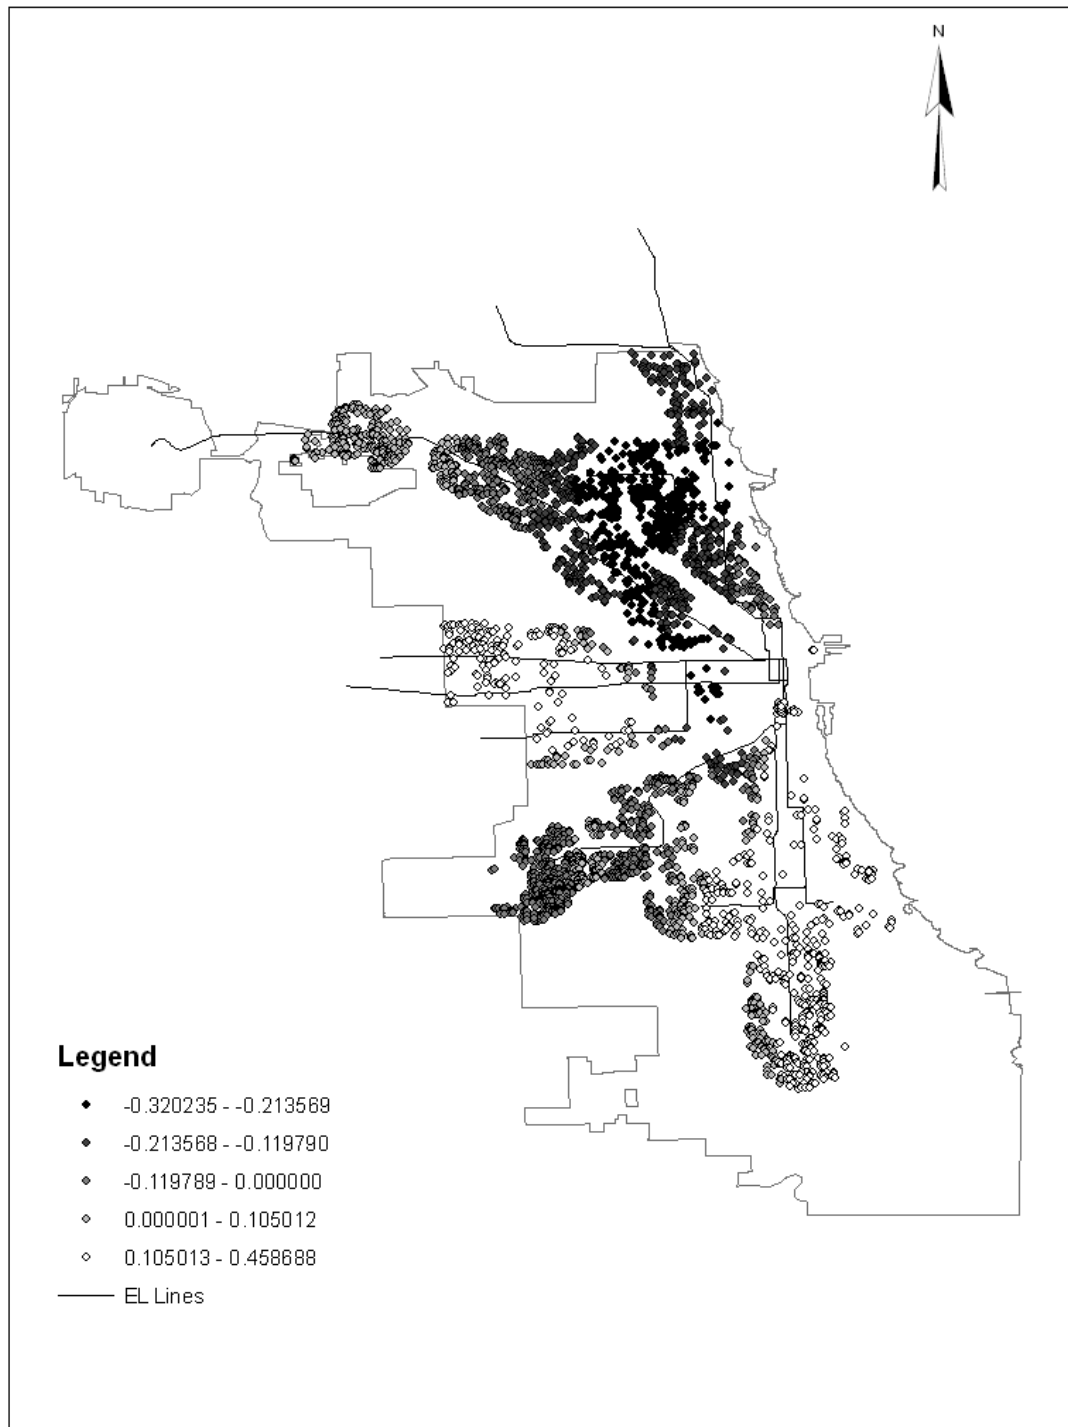 N
Legend
-0.320235 - -0.213569
-0.213568 - -0.119790
-0.119789 - 0.000000
0.000001 - 0.105012
0.105013 - 0.458688
EL Lines